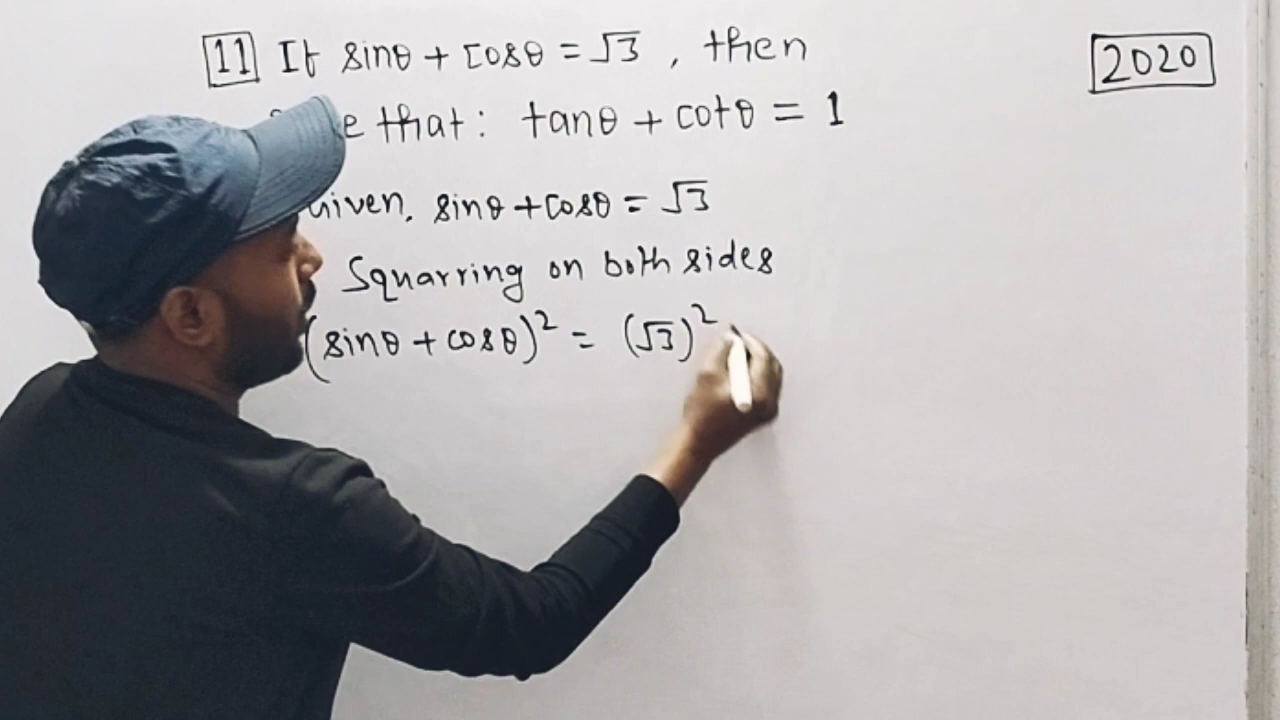 11 If sinθ + cosθ = √3 , then
2020
that : tanθ + cotθ = 1
Given, sinθ + cosθ = √3
Squarring on both sides
(sinθ + cosθ)² = (√3)²